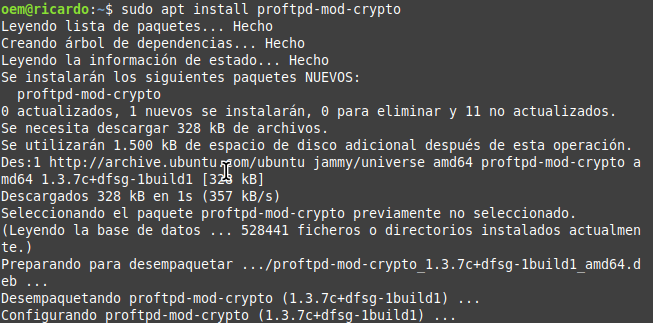 oem@ricardo:~$ sudo apt install proftpd-mod-crypto
Leyendo lista de paquetes... Hecho
Creando árbol de dependencias... Hecho
Leyendo la información de estado... Hecho
Se instalarán los siguientes paquetes NUEVOS:
  proftpd-mod-crypto
0 actualizados, 1 nuevos se instalarán, 0 para eliminar y 11 no actualizados.
Se necesita descargar 328 kB de archivos.
Se utilizarán 1.500 kB de espacio de disco adicional después de esta operación.
Des:1 http://archive.ubuntu.com/ubuntu jammy/universe amd64 proftpd-mod-crypto a
md64 1.3.7c+dfsg-1build1 [328 kB]
Descargados 328 kB en 1s (357 kB/s)
Seleccionando el paquete proftpd-mod-crypto previamente no seleccionado.
(Leyendo la base de datos ... 528441 ficheros o directorios instalados actualmen
te.)
Preparando para desempaquetar .../proftpd-mod-crypto_1.3.7c+dfsg-1build1_amd64.d
eb ...
Desempaquetando proftpd-mod-crypto (1.3.7c+dfsg-1build1) ...
Configurando proftpd-mod-crypto (1.3.7c+dfsg-1build1) ...